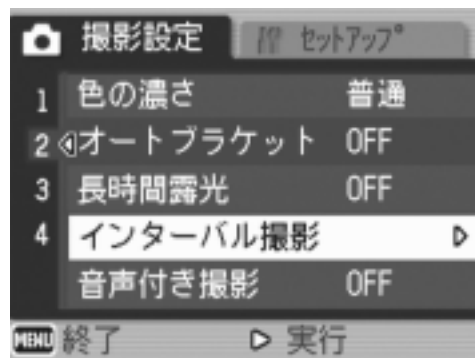 撮影設定 セットアップ
1 色の濃さ 普通
2 オートブラケット OFF
3 長時間露光 OFF
4 インターバル撮影
音声付き撮影 OFF
MENU 終了 実行